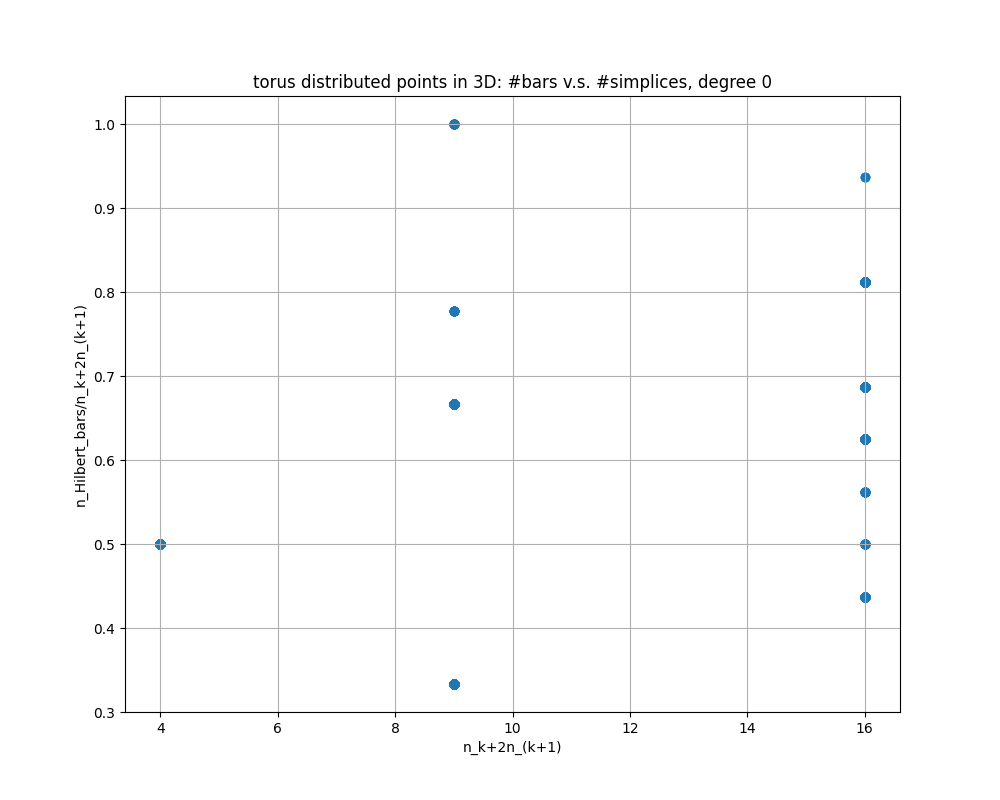 torus distributed points in 3D: #bars v.s. #simplices, degree 0
n_Hilbert_bars/n_k+2n_(k+1)
1.0
0.9
0.8
0.7
0.6
0.5
0.4
0.3
4 6 8 10 12 14 16
n_k+2n_(k+1)